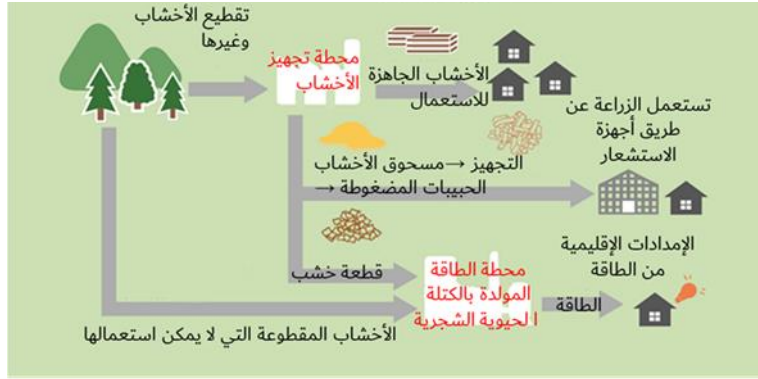 تقطيع الأخشاب
وغيرها
محطة تجهيز
الأخشاب
الأخشاب الجاهزة
للاستعمال
تستعمل الزراعة عن
طريق أجهزة
الاستشعار
التجهيز → مسحوق الأخشاب
الحبيبات المضغوطة →
قطعة خشب
محطة الطاقة
المولدة بالكتلة
الحيوية الشجرية
الإمدادات الإقليمية
من الطاقة
الطاقة
الأخشاب المقطوعة التي لا يمكن استعمالها